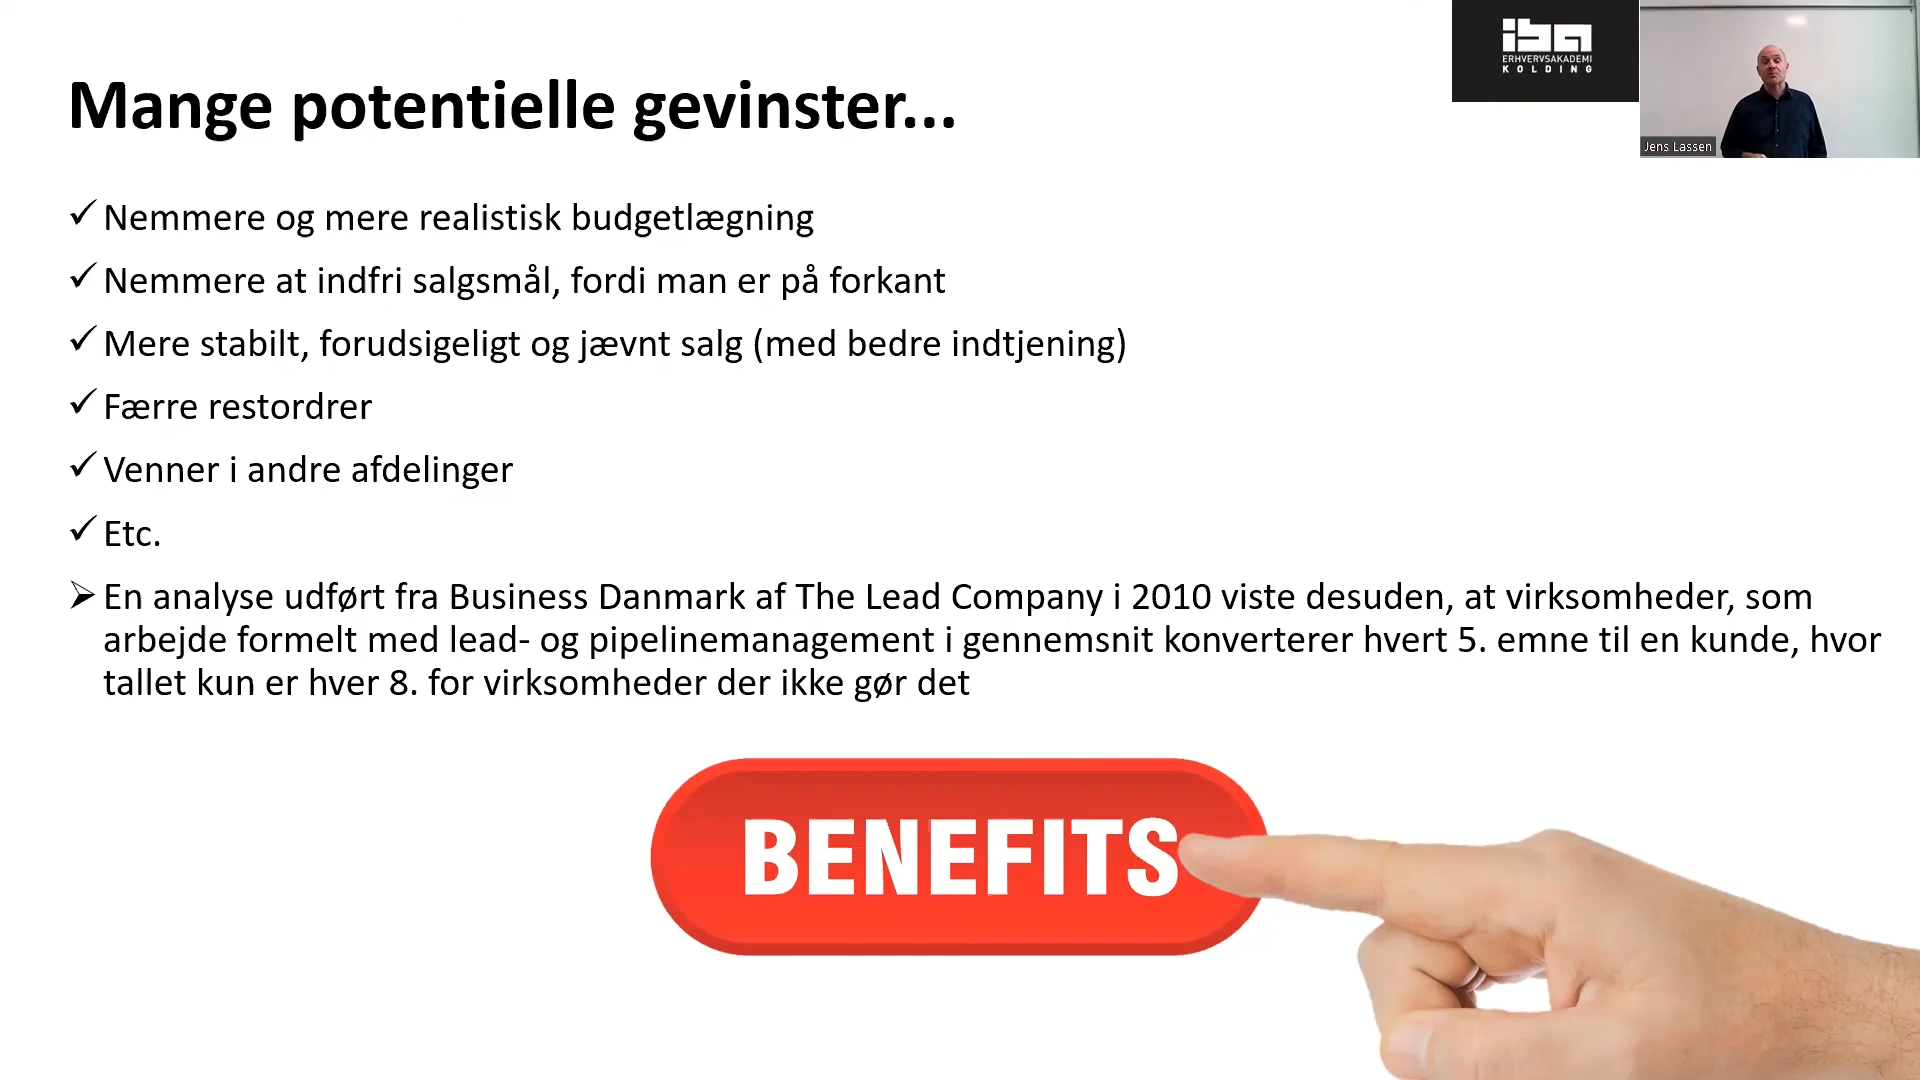 Mange potentielle gevinster...
iba
ERHVERVSAKADEMI
KOLDING
Jens Lassen
Nemmere og mere realistisk budgetlægning
Nemmere at indfri salgsmål, fordi man er på forkant
Mere stabilt, forudsigeligt og jævnt salg (med bedre indtjening)
Færre restordrer
Venner i andre afdelinger
Etc.
En analyse udført fra Business Danmark af The Lead Company i 2010 viste desuden, at virksomheder, som
arbejde formelt med lead- og pipelinemanagement i gennemsnit konverterer hvert 5. emne til en kunde, hvor
tallet kun er hver 8. for virksomheder der ikke gør det
BENEFITS